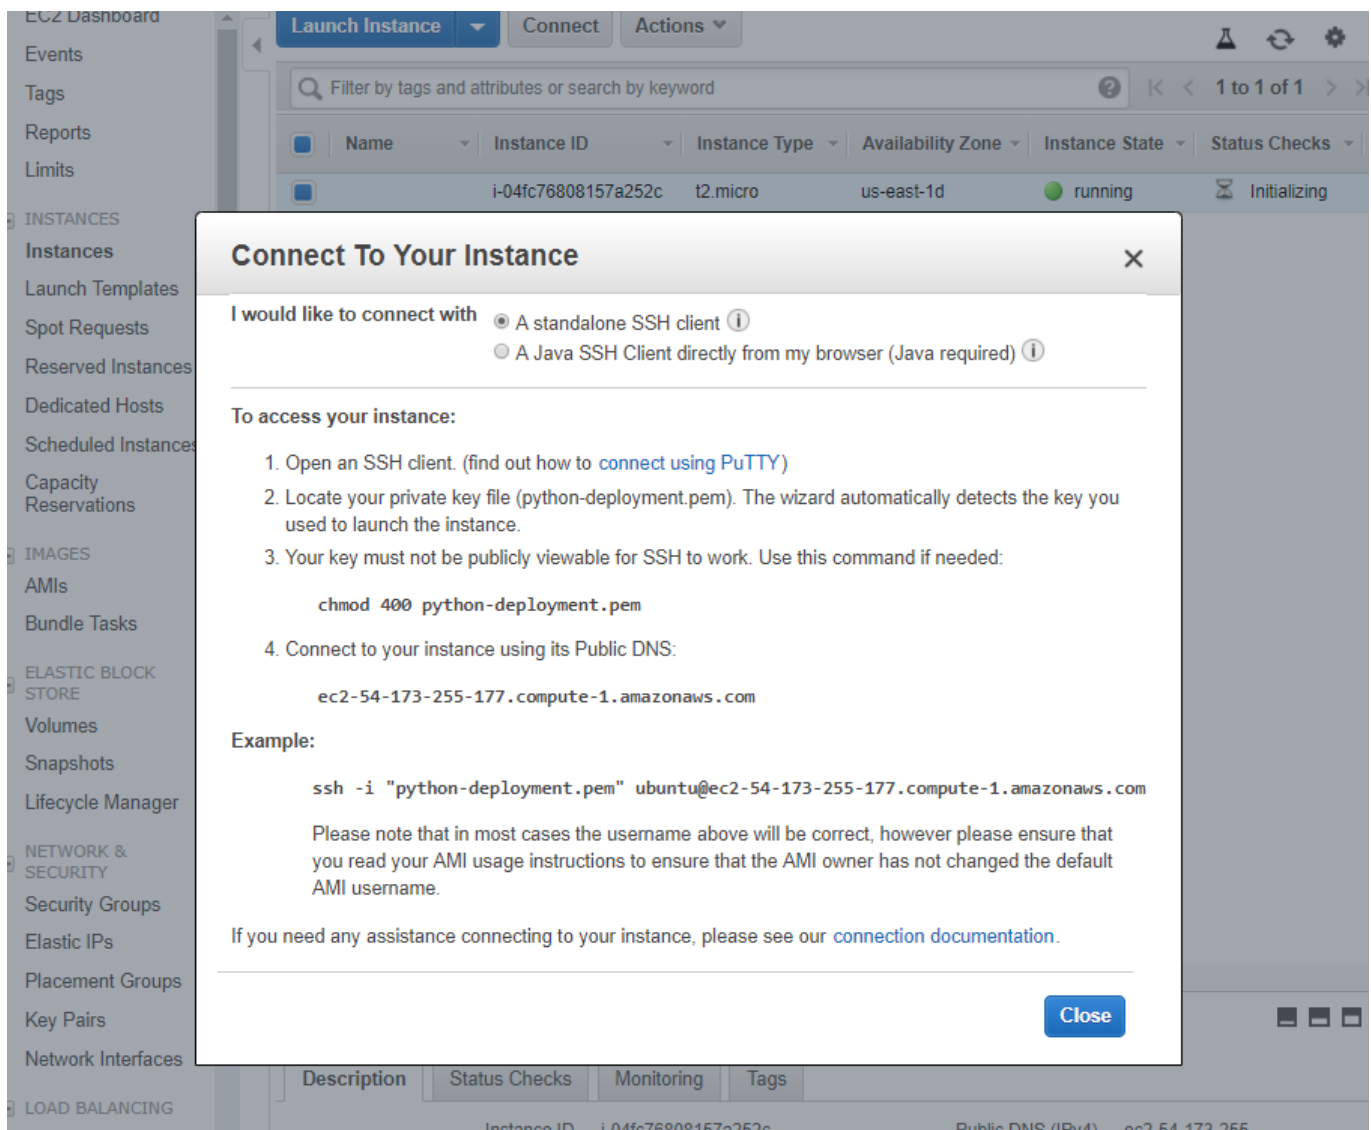 EC2 Dashboard
Events
Tags
Reports
Limits
INSTANCES
Instances
Launch Templates
Spot Requests
Reserved Instances
Dedicated Hosts
Scheduled Instances
Capacity
Reservations
IMAGES
AMIs
Bundle Tasks
ELASTIC BLOCK
STORE
Volumes
Snapshots
Lifecycle Manager
NETWORK &
SECURITY
Security Groups
Elastic IPs
Placement Groups
Key Pairs
Network Interfaces
LOAD BALANCING
Launch Instance Connect Actions
Filter by tags and attributes or search by keyword 1 to 1 of 1
Name Instance ID Instance Type Availability Zone Instance State Status Checks
i-04fc76808157a252c t2.micro us-east-1d running Initializing
Connect To Your Instance
I would like to connect with A standalone SSH client
A Java SSH Client directly from my browser (Java required)
To access your instance:
1. Open an SSH client. (find out how to connect using PuTTY)
2. Locate your private key file (python-deployment.pem). The wizard automatically detects the key you
used to launch the instance.
3. Your key must not be publicly viewable for SSH to work. Use this command if needed:
chmod 400 python-deployment.pem
4. Connect to your instance using its Public DNS:
ec2-54-173-255-177.compute-1.amazonaws.com
Example:
ssh -i "python-deployment.pem" ubuntu@ec2-54-173-255-177.compute-1.amazonaws.com
Please note that in most cases the username above will be correct, however please ensure that
you read your AMI usage instructions to ensure that the AMI owner has not changed the default
AMI username.
If you need any assistance connecting to your instance, please see our connection documentation.
Close
Description Status Checks Monitoring Tags
Instance ID i-04fc76808157a252c Public DNS (IPv4) ec2-54-173-255-